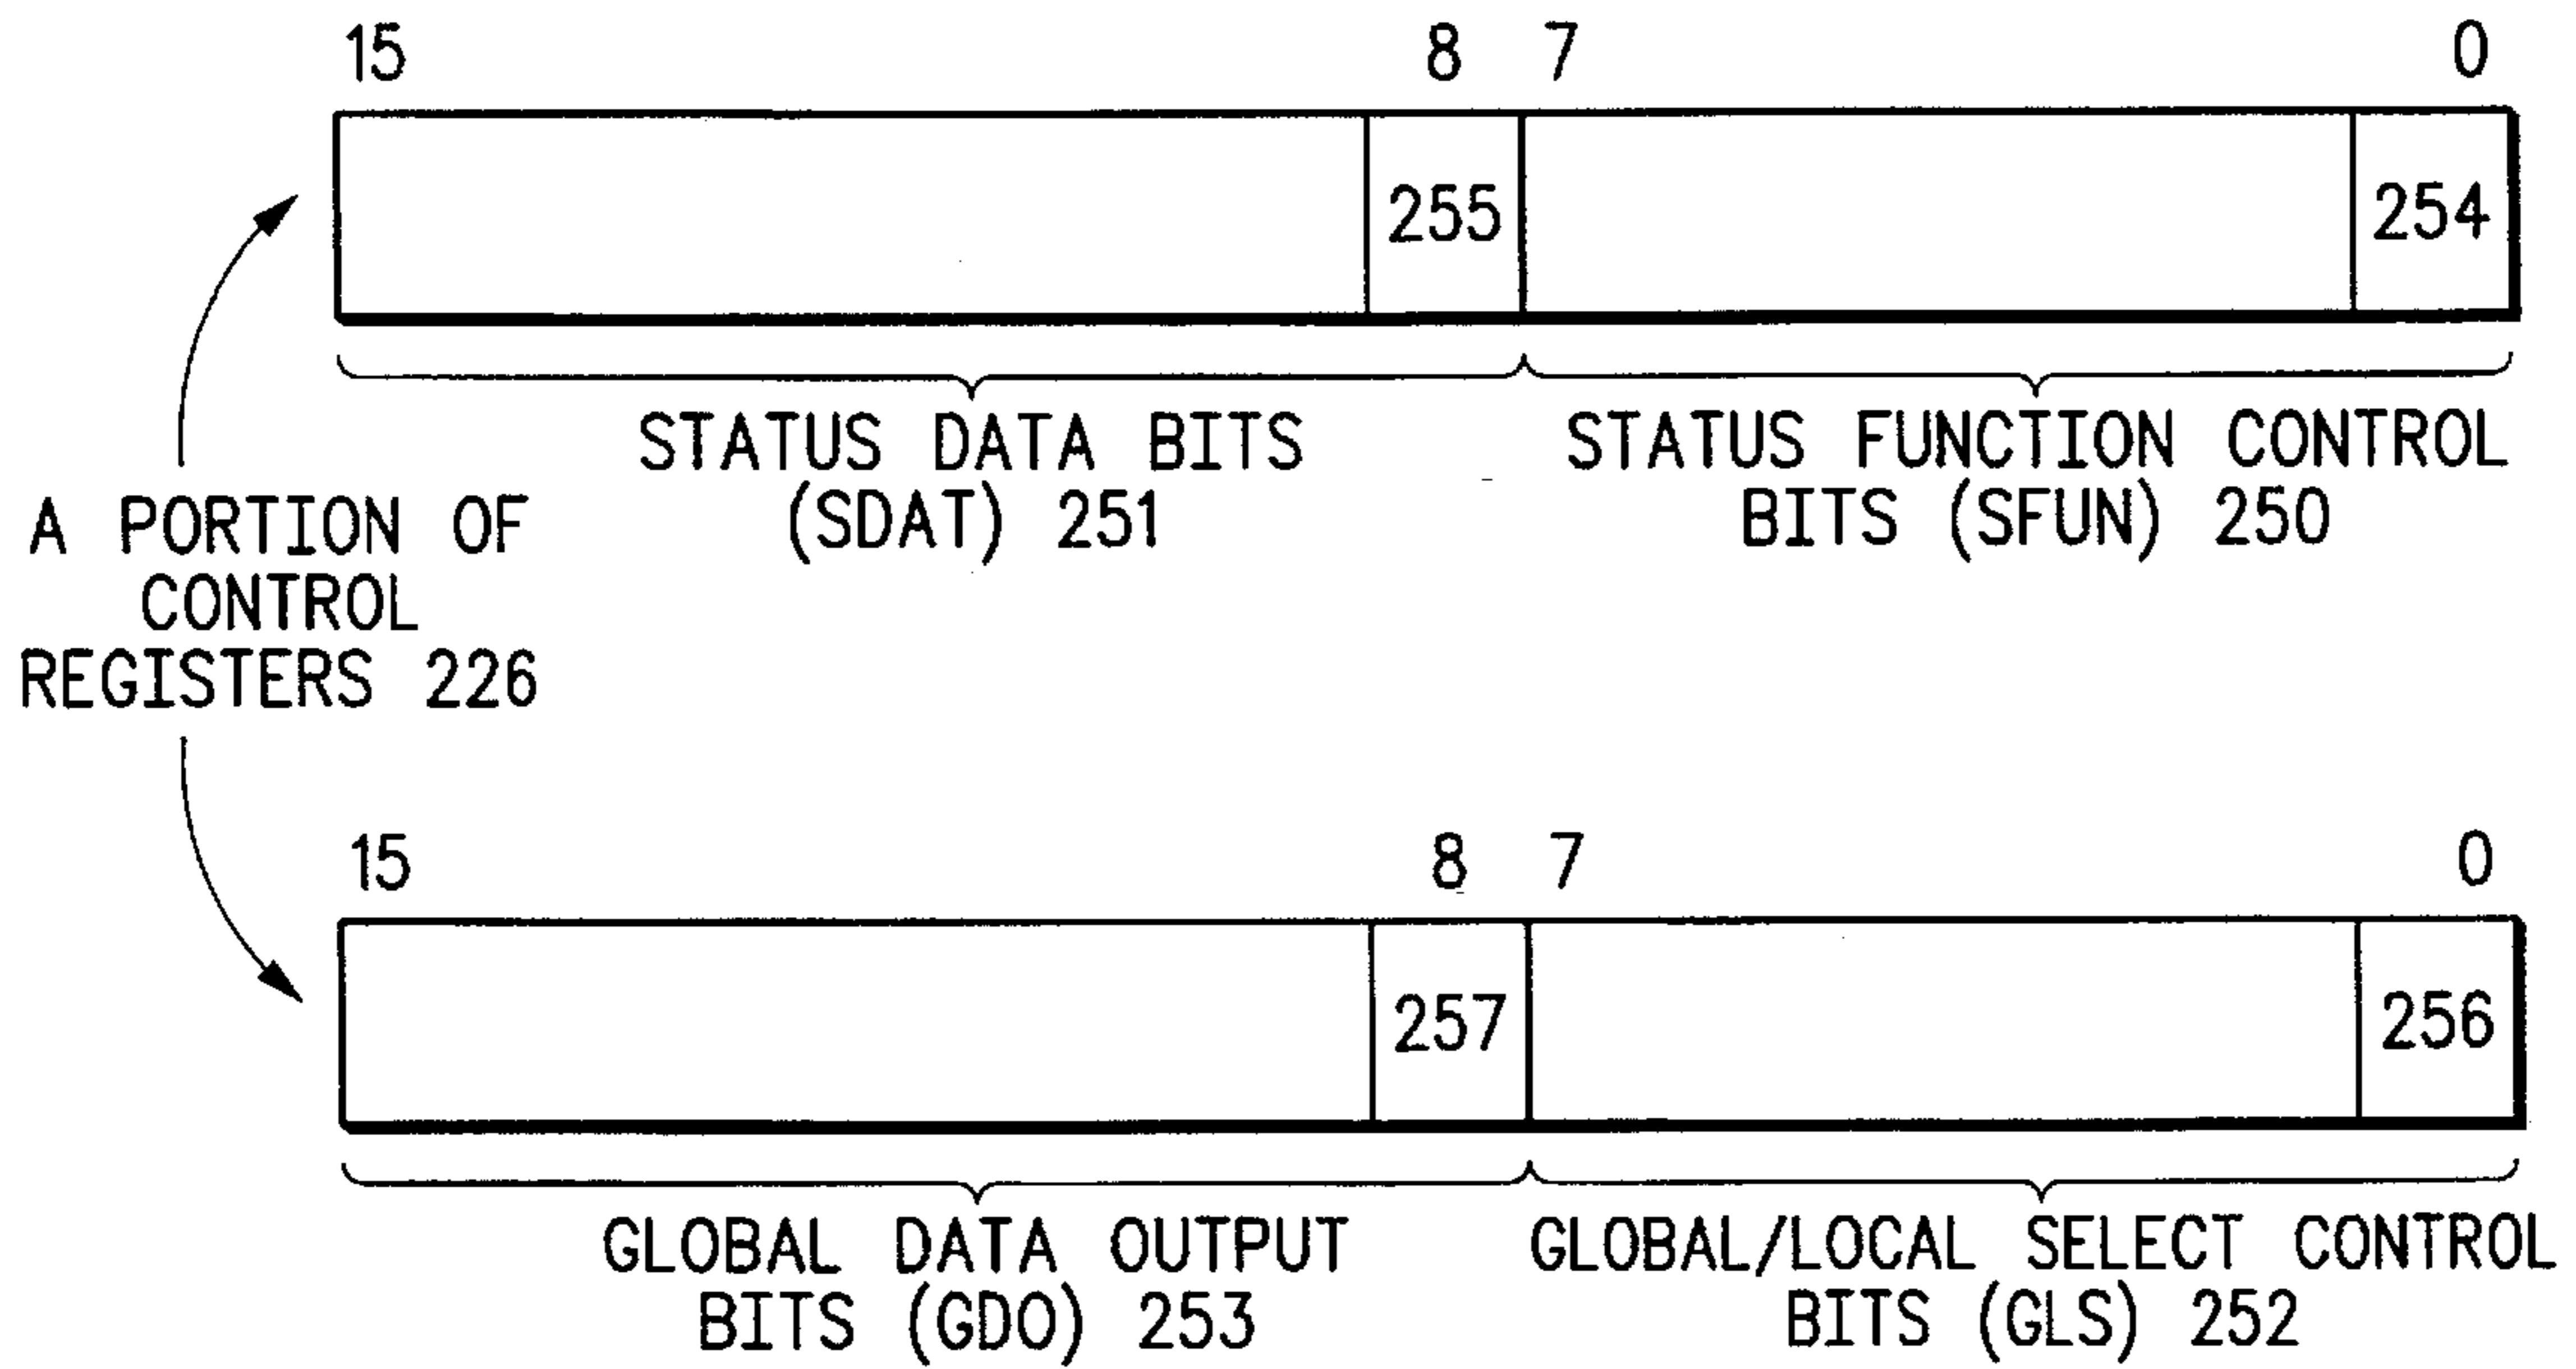 15 8 7 0
255 254
STATUS DATA BITS
(SDAT) 251
STATUS FUNCTION CONTROL
BITS (SFUN) 250
A PORTION OF
CONTROL
REGISTERS 226
15 8 7 0
257 256
GLOBAL DATA OUTPUT
BITS (GDO) 253
GLOBAL/LOCAL SELECT CONTROL
BITS (GLS) 252